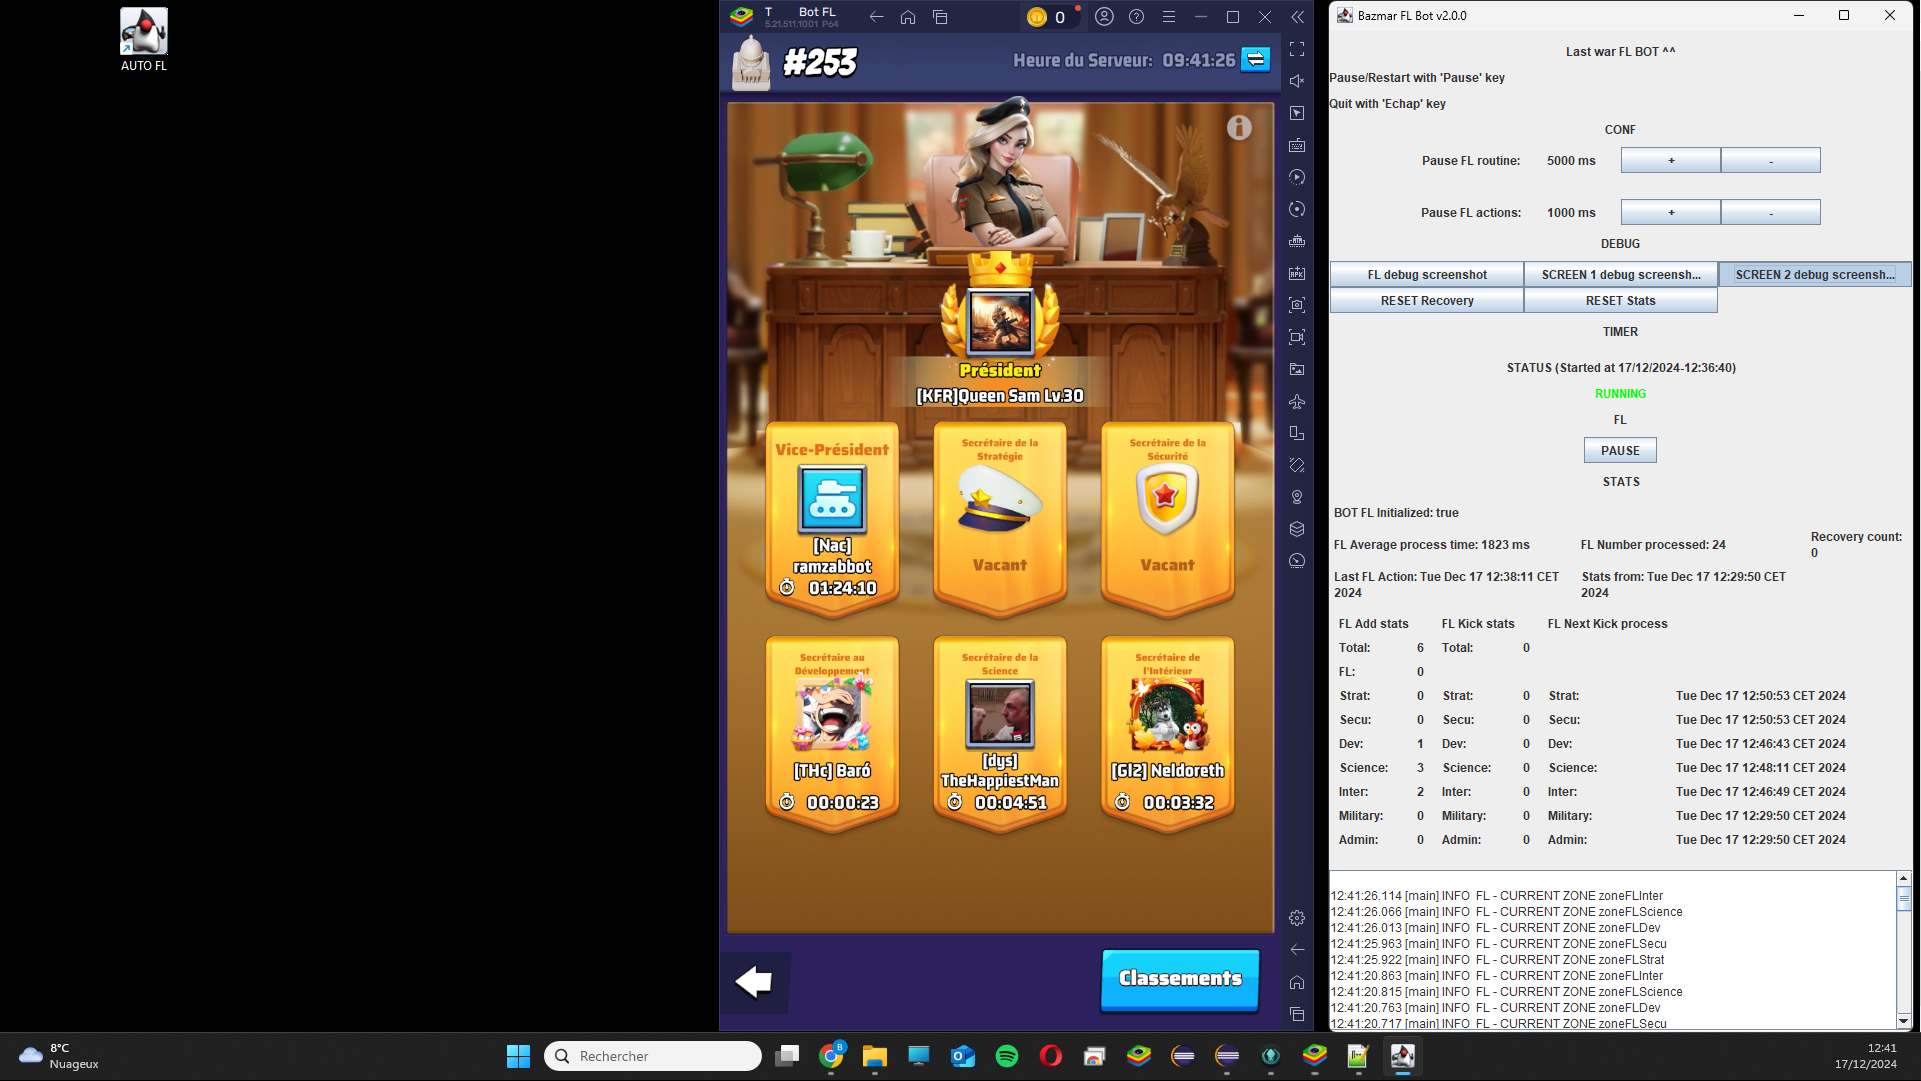 AUTO FL
T
Bot FL
5.21.511.1001 P64
0
#253
Heure du Serveur: 09:41:26
Président
[KFR]Queen Sam Lv.30
Vice-Président
[Nac]
ramzabbot
01:24:10
Secrétaire de la
Stratégie
Vacant
Secrétaire de la
Sécurité
Vacant
Secrétaire au
Développement
[THc] Baró
00:00:23
Secrétaire de la
Science
[dys]
TheHappiestMan
00:04:51
Secrétaire de
l'Intérieur
[Gl2] Neldoreth
00:03:32
Classements
Bazmar FL Bot v2.0.0
Last war FL BOT ^^
Pause/Restart with 'Pause' key
Quit with 'Echap' key
CONF
Pause FL routine: 5000 ms + -
Pause FL actions: 1000 ms + -
DEBUG
FL debug screenshot SCREEN 1 debug screensh... SCREEN 2 debug screensh...
RESET Recovery RESET Stats
TIMER
STATUS (Started at 17/12/2024-12:36:40)
RUNNING
FL
PAUSE
STATS
BOT FL Initialized: true
FL Average process time: 1823 ms FL Number processed: 24 Recovery count:
0
Last FL Action: Tue Dec 17 12:38:11 CET
2024
Stats from: Tue Dec 17 12:29:50 CET
2024
FL Add stats FL Kick stats FL Next Kick process
Total: 6 Total: 0
FL: 0
Strat: 0 Strat: 0 Strat: Tue Dec 17 12:50:53 CET 2024
Secu: 0 Secu: 0 Secu: Tue Dec 17 12:50:53 CET 2024
Dev: 1 Dev: 0 Dev: Tue Dec 17 12:46:43 CET 2024
Science: 3 Science: 0 Science: Tue Dec 17 12:48:11 CET 2024
Inter: 2 Inter: 0 Inter: Tue Dec 17 12:46:49 CET 2024
Military: 0 Military: 0 Military: Tue Dec 17 12:29:50 CET 2024
Admin: 0 Admin: 0 Admin: Tue Dec 17 12:29:50 CET 2024
12:41:26.114 [main] INFO FL - CURRENT ZONE zoneFLInter
12:41:26.066 [main] INFO FL - CURRENT ZONE zoneFLScience
12:41:26.013 [main] INFO FL - CURRENT ZONE zoneFLDev
12:41:25.963 [main] INFO FL - CURRENT ZONE zoneFLSecu
12:41:25.922 [main] INFO FL - CURRENT ZONE zoneFLStrat
12:41:20.863 [main] INFO FL - CURRENT ZONE zoneFLInter
12:41:20.815 [main] INFO FL - CURRENT ZONE zoneFLScience
12:41:20.763 [main] INFO FL - CURRENT ZONE zoneFLDev
12:41:20.717 [main] INFO FL - CURRENT ZONE zoneFLSecu
8°C
Nuageux
Rechercher
12:41
17/12/2024